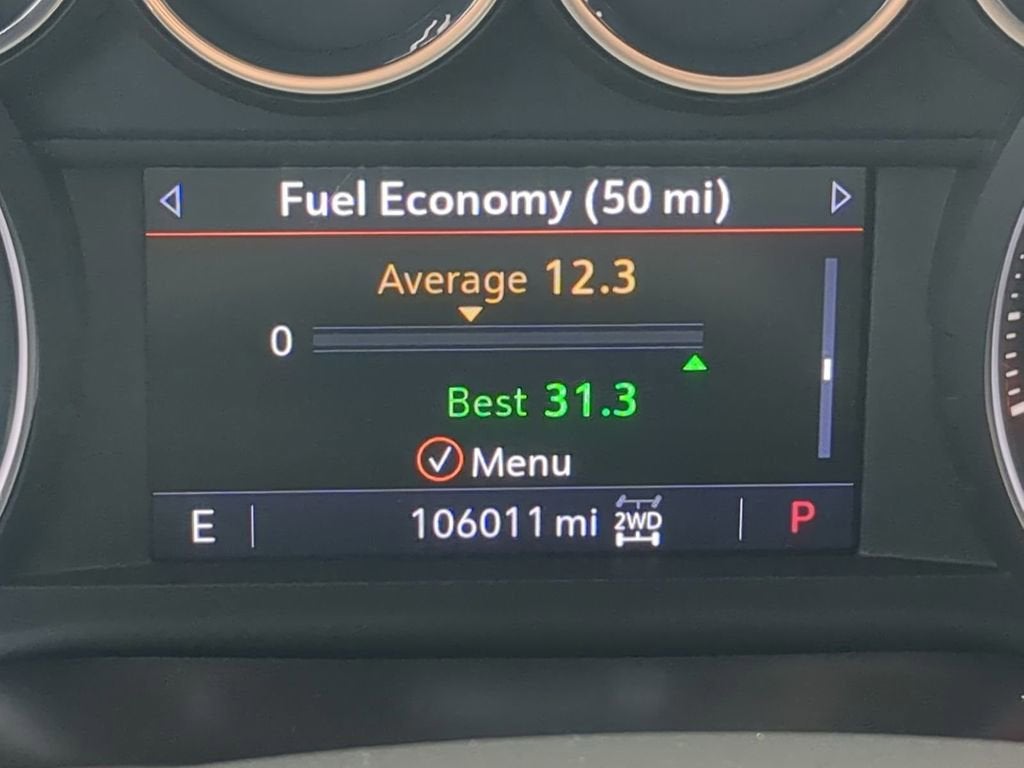 Fuel Economy (50 mi)
Average 12.3
0
Best 31.3
Menu
E 106011 mi 2WD P